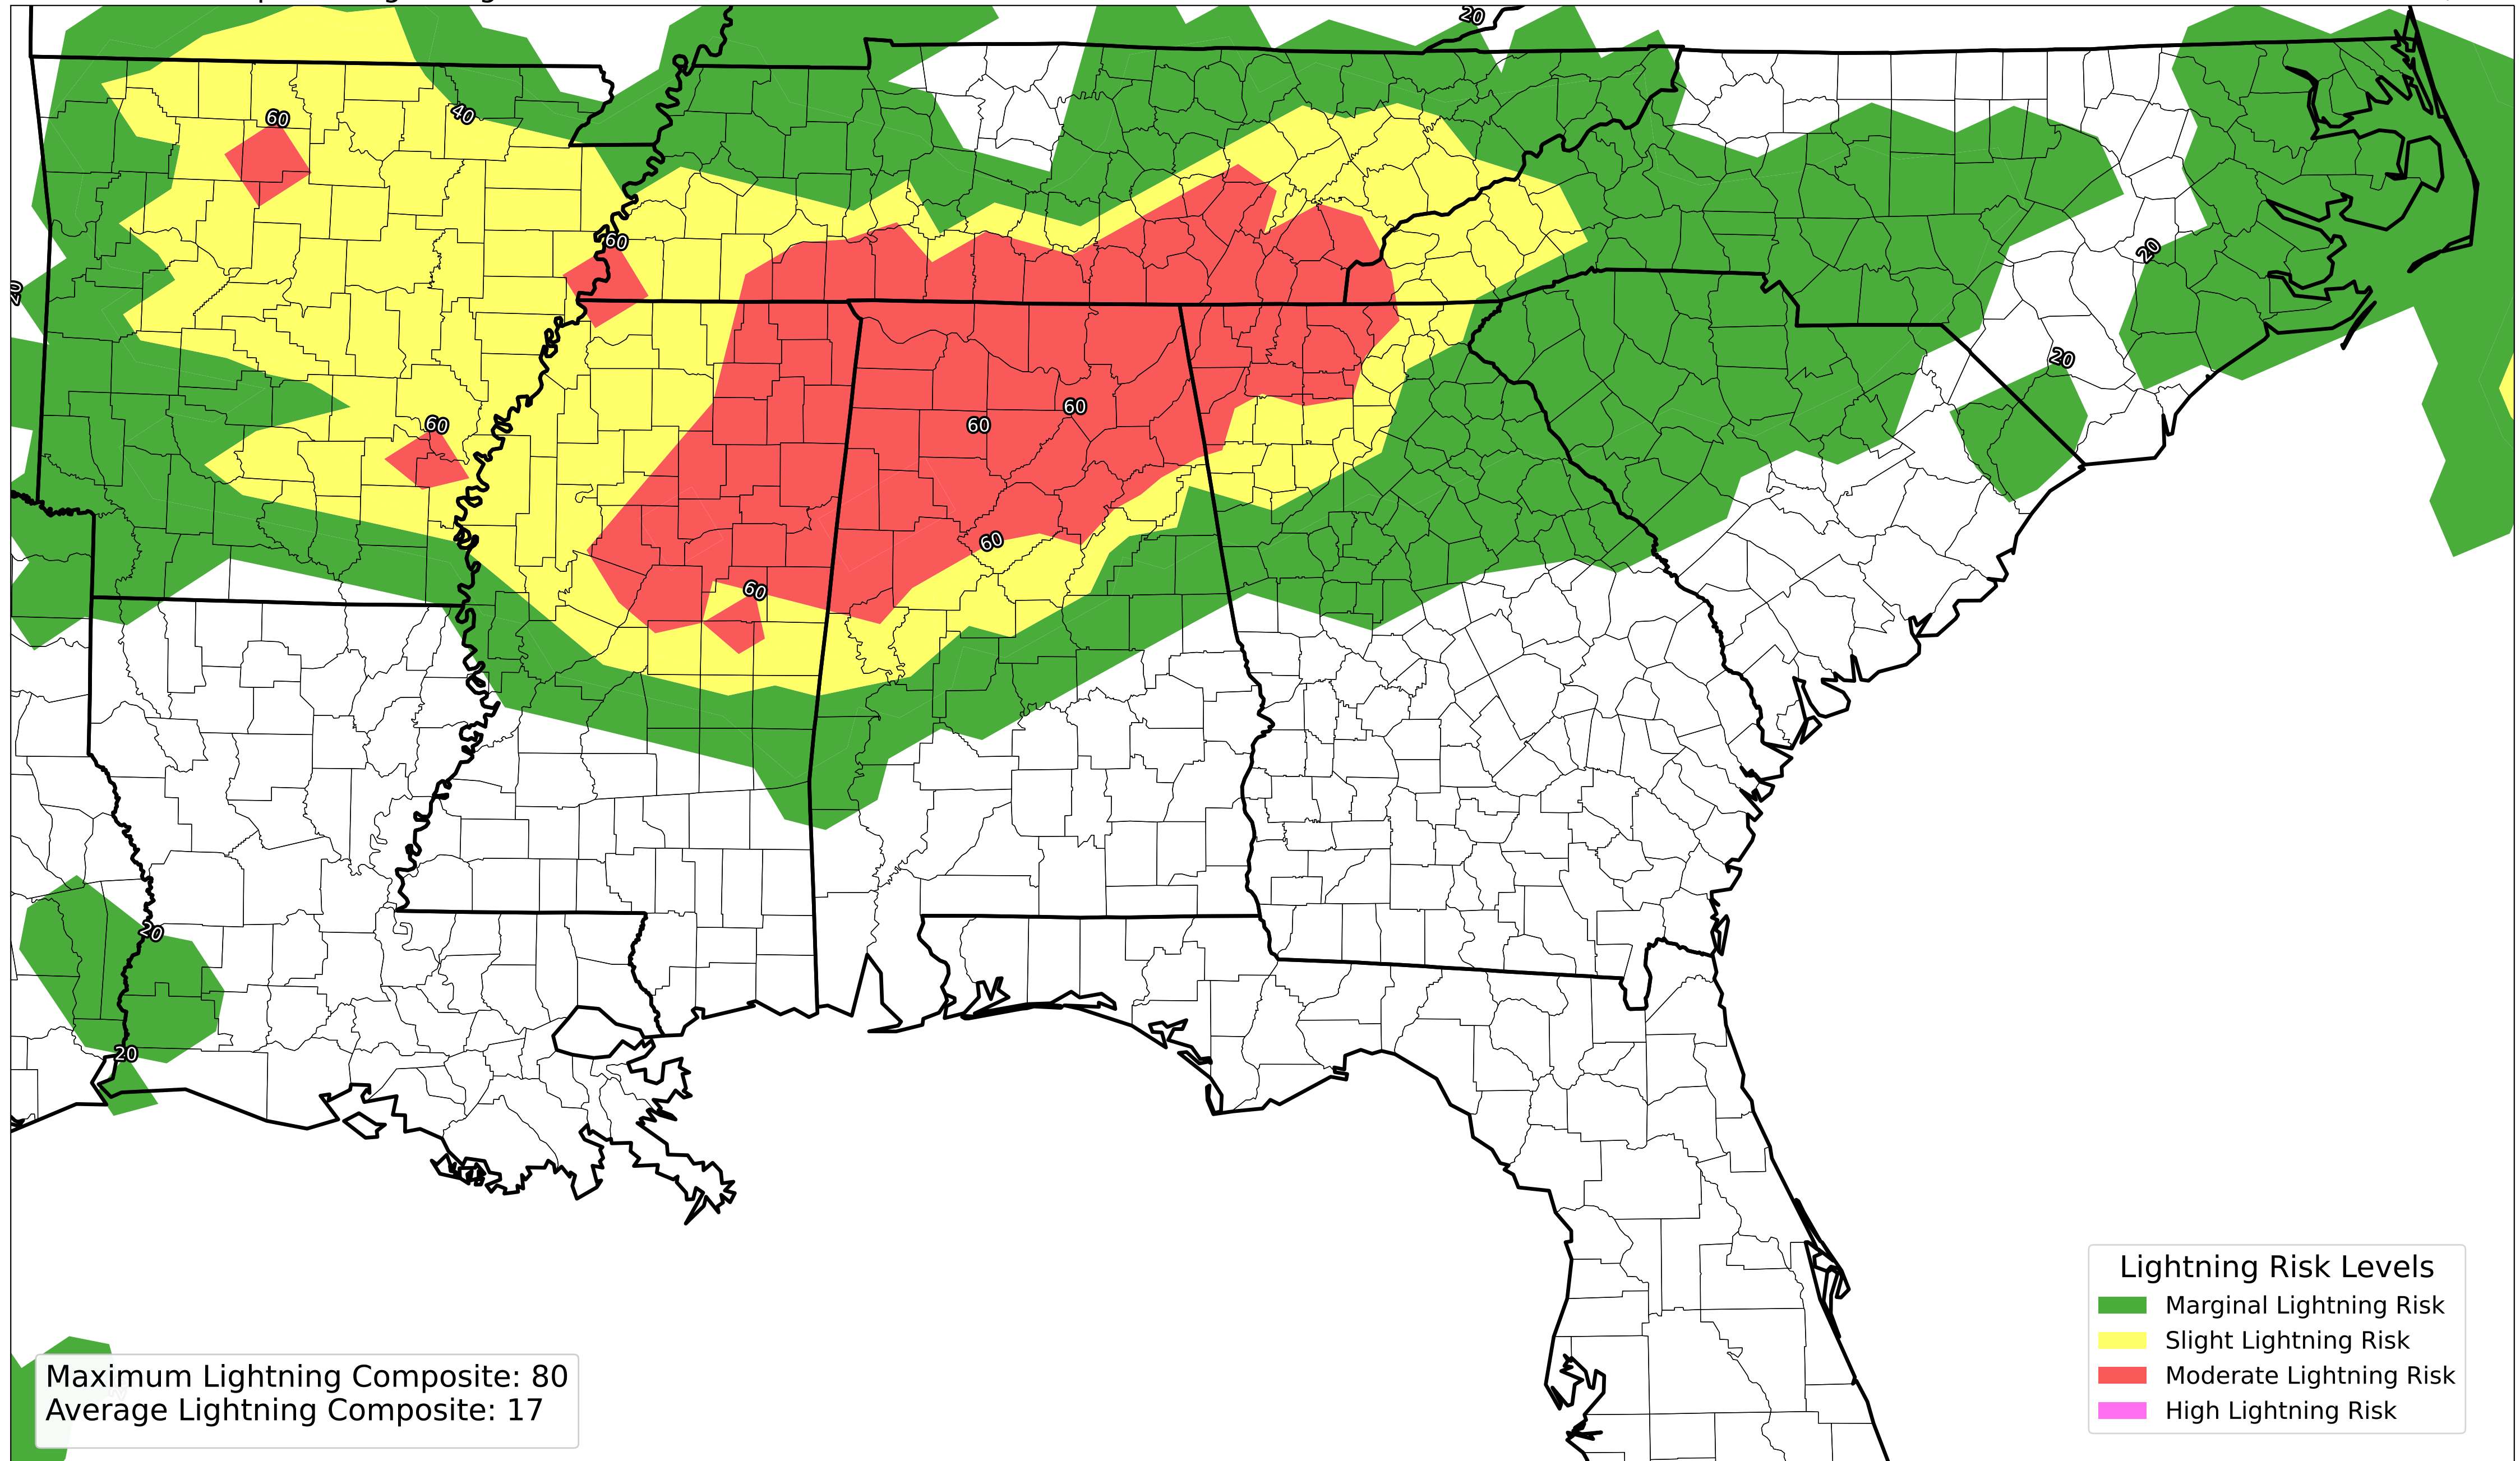 20
60
40
60
20
20
20
60
60
60
60
60
20
20
Lightning Risk Levels
Marginal Lightning Risk
Slight Lightning Risk
Moderate Lightning Risk
High Lightning Risk
Maximum Lightning Composite: 80
Average Lightning Composite: 17